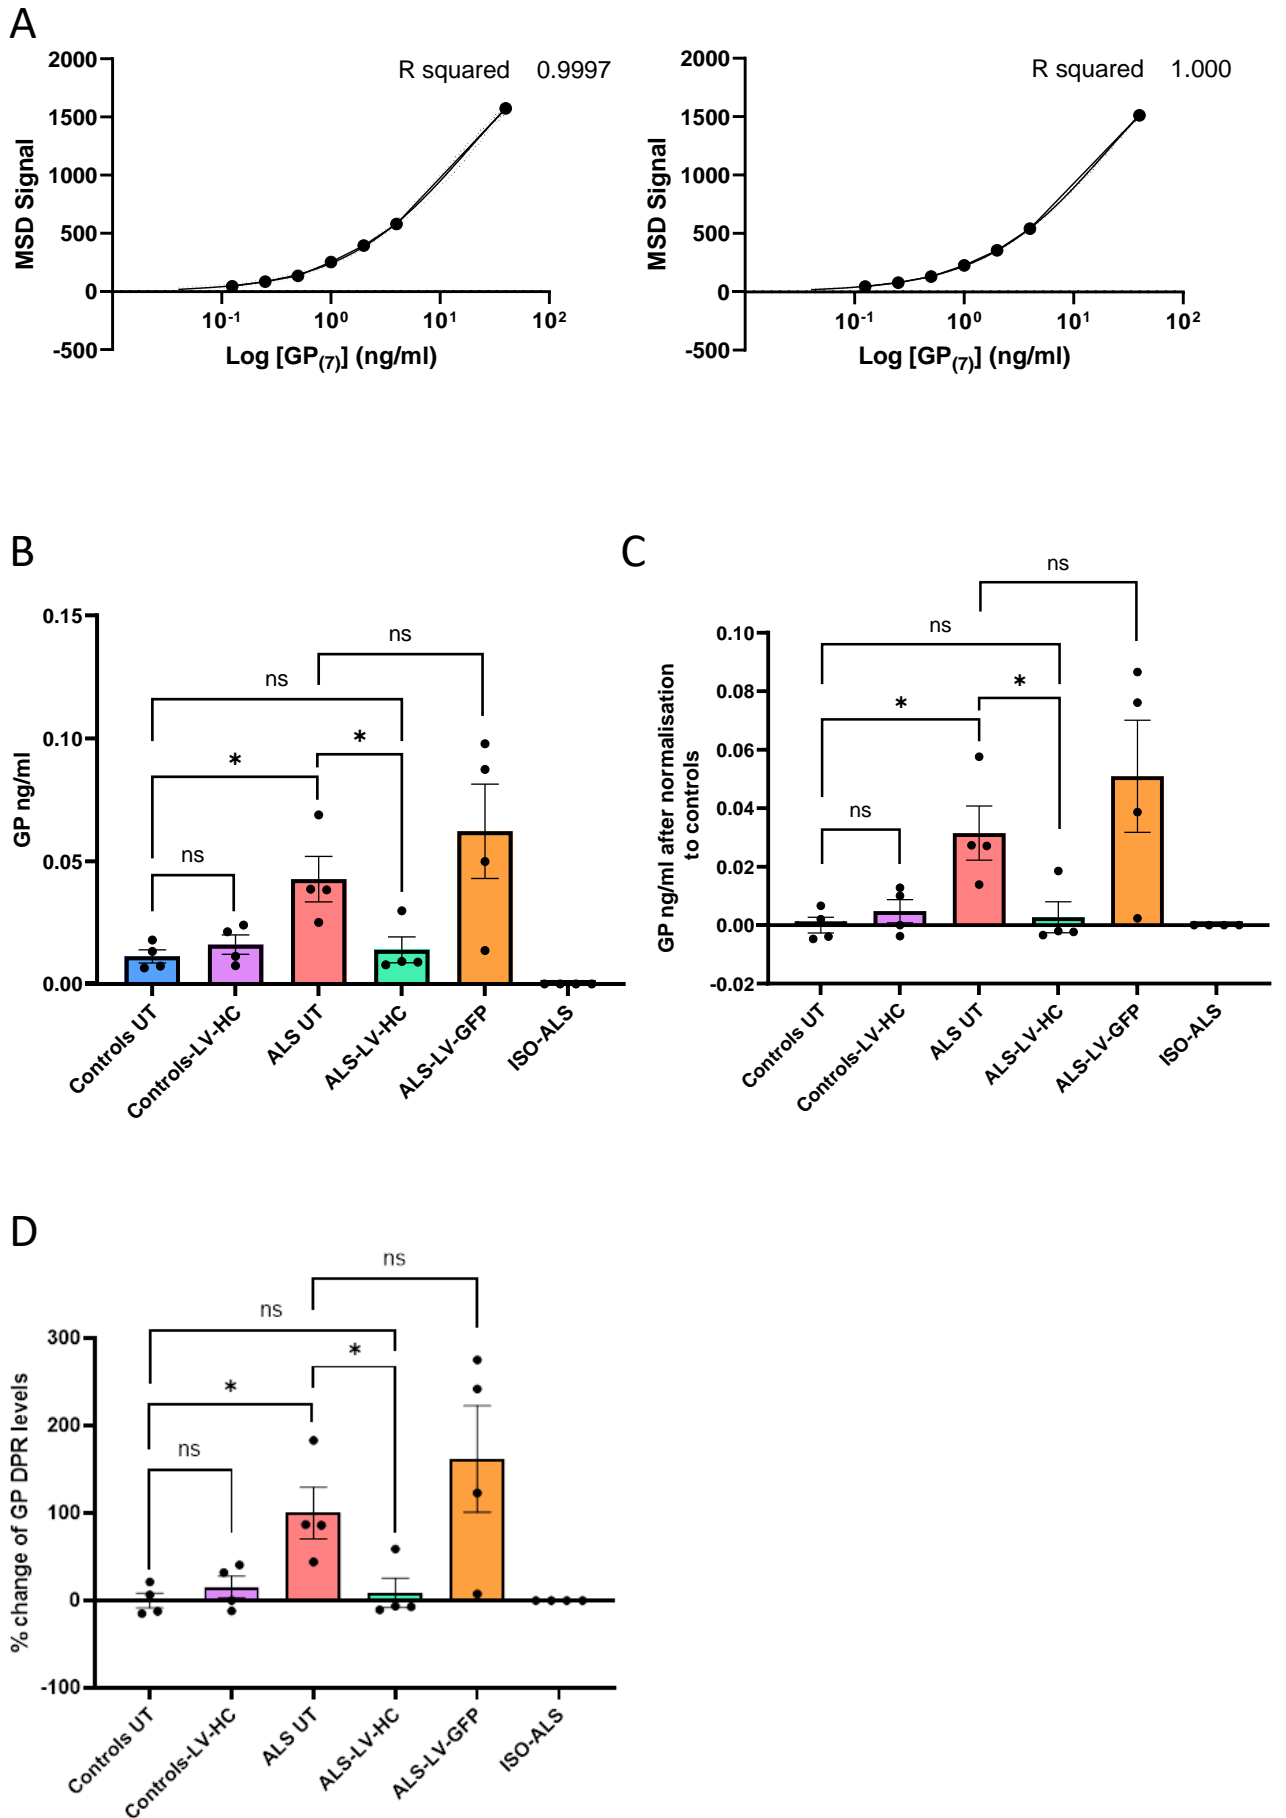 A
R squared 0.9997
MSD Signal
2000
1500
1000
500
0
-500
10-1
100
101
102
Log [GP(7)] (ng/ml)
R squared 1.000
MSD Signal
2000
1500
1000
500
0
-500
10-1
100
101
102
Log [GP(7)] (ng/ml)
B
GP ng/ml
0.15
0.10
0.05
0.00
ns
ns
*
*
ns
Controls UT
Controls-LV-HC
ALS UT
ALS-LV-HC
ALS-LV-GFP
ISO-ALS
C
GP ng/ml after normalisation
to controls
0.10
0.08
0.06
0.04
0.02
0.00
-0.02
ns
ns
*
*
ns
Controls UT
Controls-LV-HC
ALS UT
ALS-LV-HC
ALS-LV-GFP
ISO-ALS
D
% change of GP DPR levels
300
200
100
0
-100
ns
ns
*
*
ns
Controls UT
Controls-LV-HC
ALS UT
ALS-LV-HC
ALS-LV-GFP
ISO-ALS